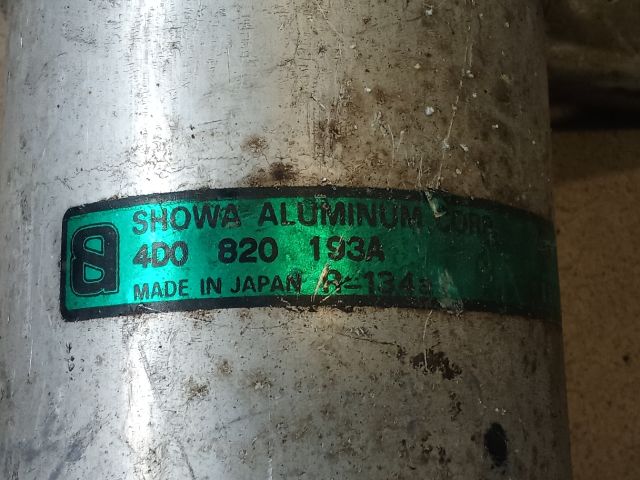 SHOWA ALUMINUM CORP.
4D0 820 193A
MADE IN JAPAN R-134a